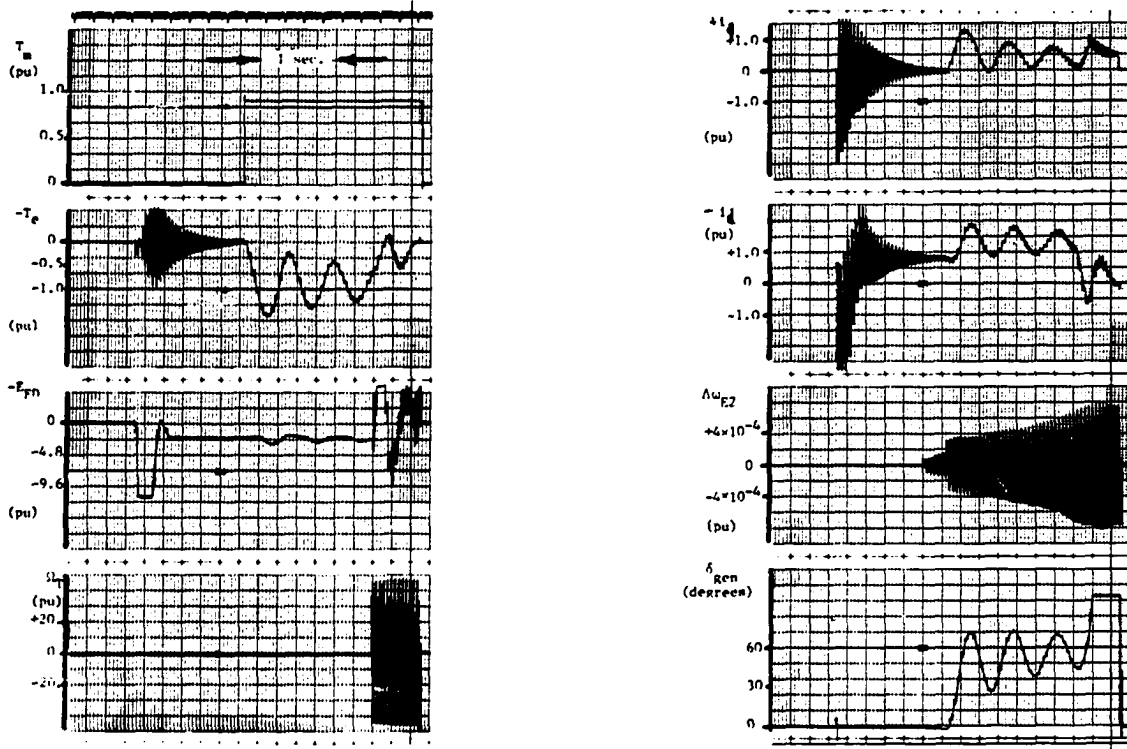 T_m
(pu)
1 sec.
1.0
0.5
0
-T_e
0
-0.5
-1.0
(pu)
-E_FD
0
-4.8
-9.6
(pu)
(pu)
+20
0
-20
+1.0
0
-1.0
(pu)
(pu)
+1.0
0
-1.0
Δω_E2
+4×10⁻⁴
0
-4×10⁻⁴
(pu)
δ_gen
(degrees)
60
30
0